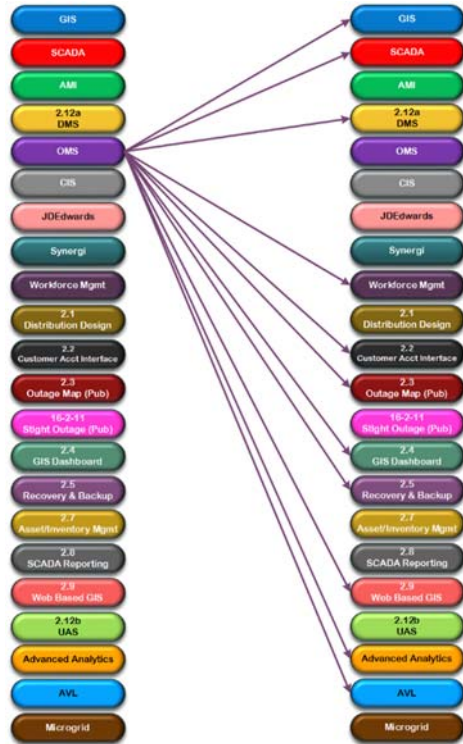 GIS
SCADA
AMI
2.12a
DMS
OMS
CIS
JDEdwards
Synergi
Workforce Mgmt
2.1
Distribution Design
2.2
Customer Acct Interface
2.3
Outage Map (Pub)
16-2-11
Stlght Outage (Pub)
2.4
GIS Dashboard
2.5
Recovery & Backup
2.7
Asset/Inventory Mgmt
2.8
SCADA Reporting
2.9
Web Based GIS
2.12b
UAS
Advanced Analytics
AVL
Microgrid
GIS
SCADA
AMI
2.12a
DMS
OMS
CIS
JDEdwards
Synergi
Workforce Mgmt
2.1
Distribution Design
2.2
Customer Acct Interface
2.3
Outage Map (Pub)
16-2-11
Stlght Outage (Pub)
2.4
GIS Dashboard
2.5
Recovery & Backup
2.7
Asset/Inventory Mgmt
2.8
SCADA Reporting
2.9
Web Based GIS
2.12b
UAS
Advanced Analytics
AVL
Microgrid